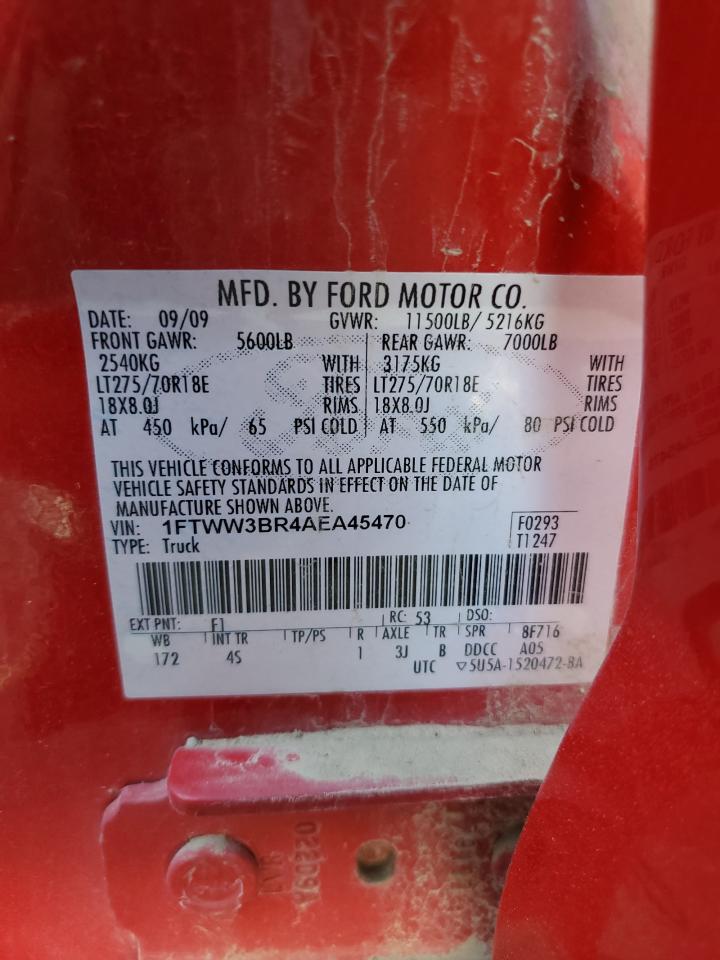 MFD. BY FORD MOTOR CO.
DATE: 09/09 GVWR: 11500LB/ 5216KG
FRONT GAWR: 5600LB REAR GAWR: 7000LB
2540KG WITH 3175KG WITH
LT275/70R18E TIRES LT275/70R18E TIRES
18X8.0J RIMS 18X8.0J RIMS
AT 450 kPa/ 65 PSI COLD AT 550 kPa/ 80 PSI COLD
THIS VEHICLE CONFORMS TO ALL APPLICABLE FEDERAL MOTOR
VEHICLE SAFETY STANDARDS IN EFFECT ON THE DATE OF
MANUFACTURE SHOWN ABOVE.
VIN: 1FTWW3BR4AEA45470 F0293
TYPE: Truck T1247
EXT PNT: F1 RC: 53 DSO:
WB INT TR TP/PS R AXLE TR SPR 8F716
172 4S 1 3J B DDCC A05
UTC ▽5U5A-1520472-BA